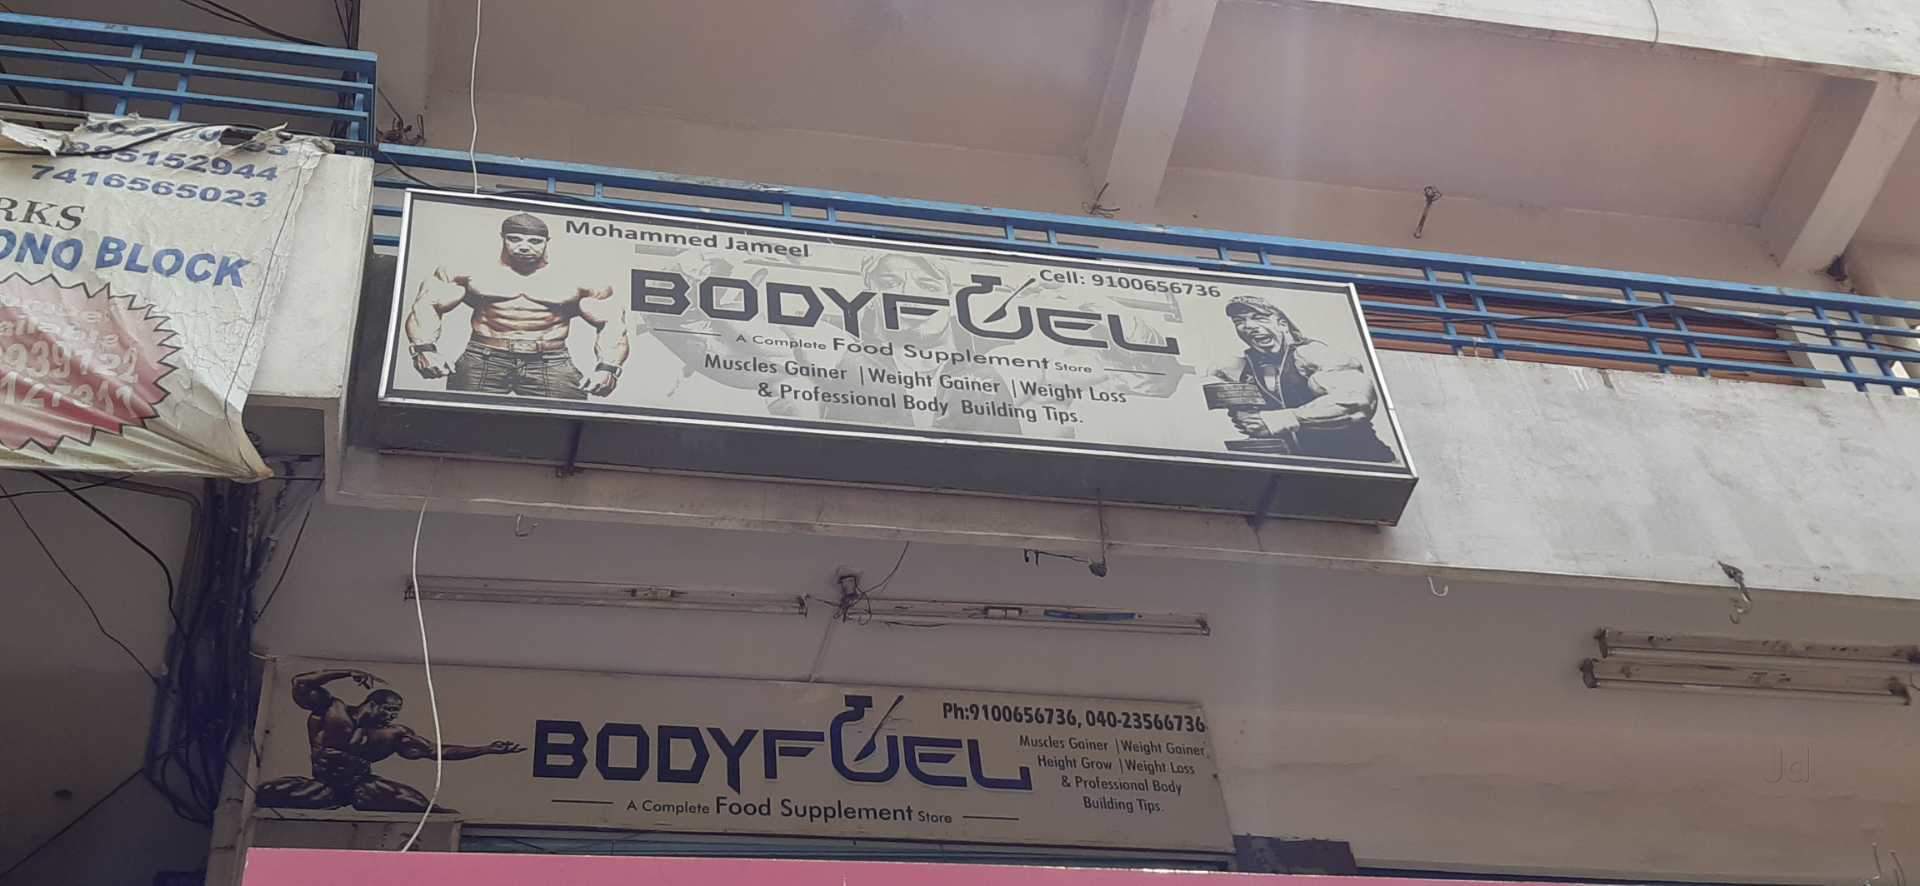 885152944
7416565023
RKS
ONO BLOCK
Mohammed Jameel
Cell: 9100656736
BODYFUEL
A Complete Food Supplement Store
Muscles Gainer | Weight Gainer | Weight Loss
& Professional Body Building Tips.
BODYFUEL
A Complete Food Supplement Store
Ph:9100656736, 040-23566736
Muscles Gainer | Weight Gainer,
Height Grow | Weight Loss
& Professional Body
Building Tips.
Jd